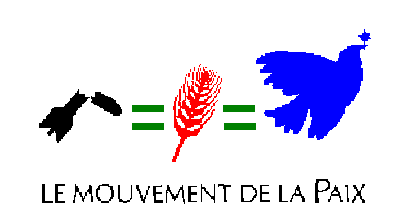 = =
LE MOUVEMENT DE LA PAIX